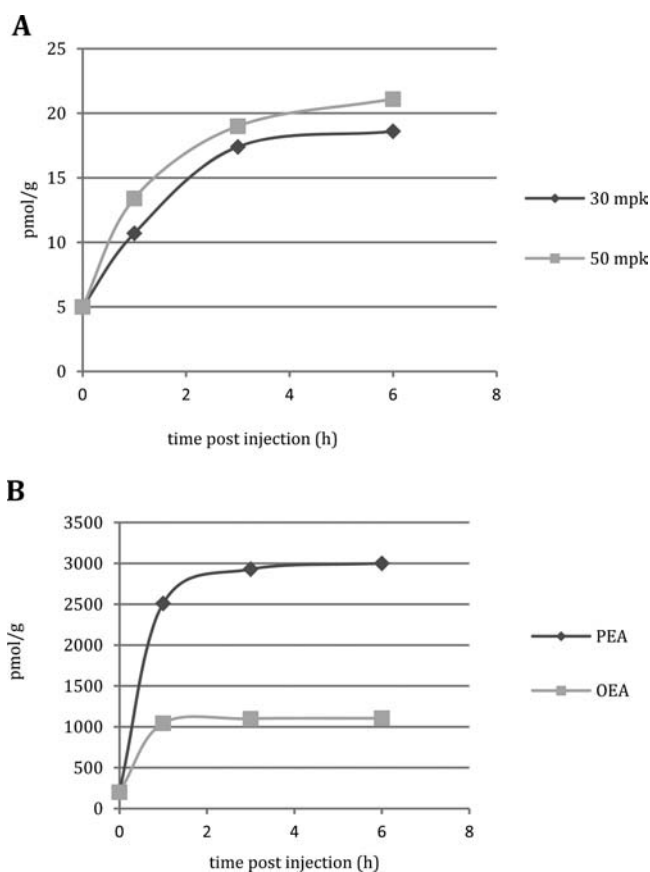 A
25
20
15
10
5
0
pmol/g
0 2 4 6 8
time post injection (h)
30 mpk
50 mpk
B
3500
3000
2500
2000
1500
1000
500
0
pmol/g
0 2 4 6 8
time post injection (h)
PEA
OEA